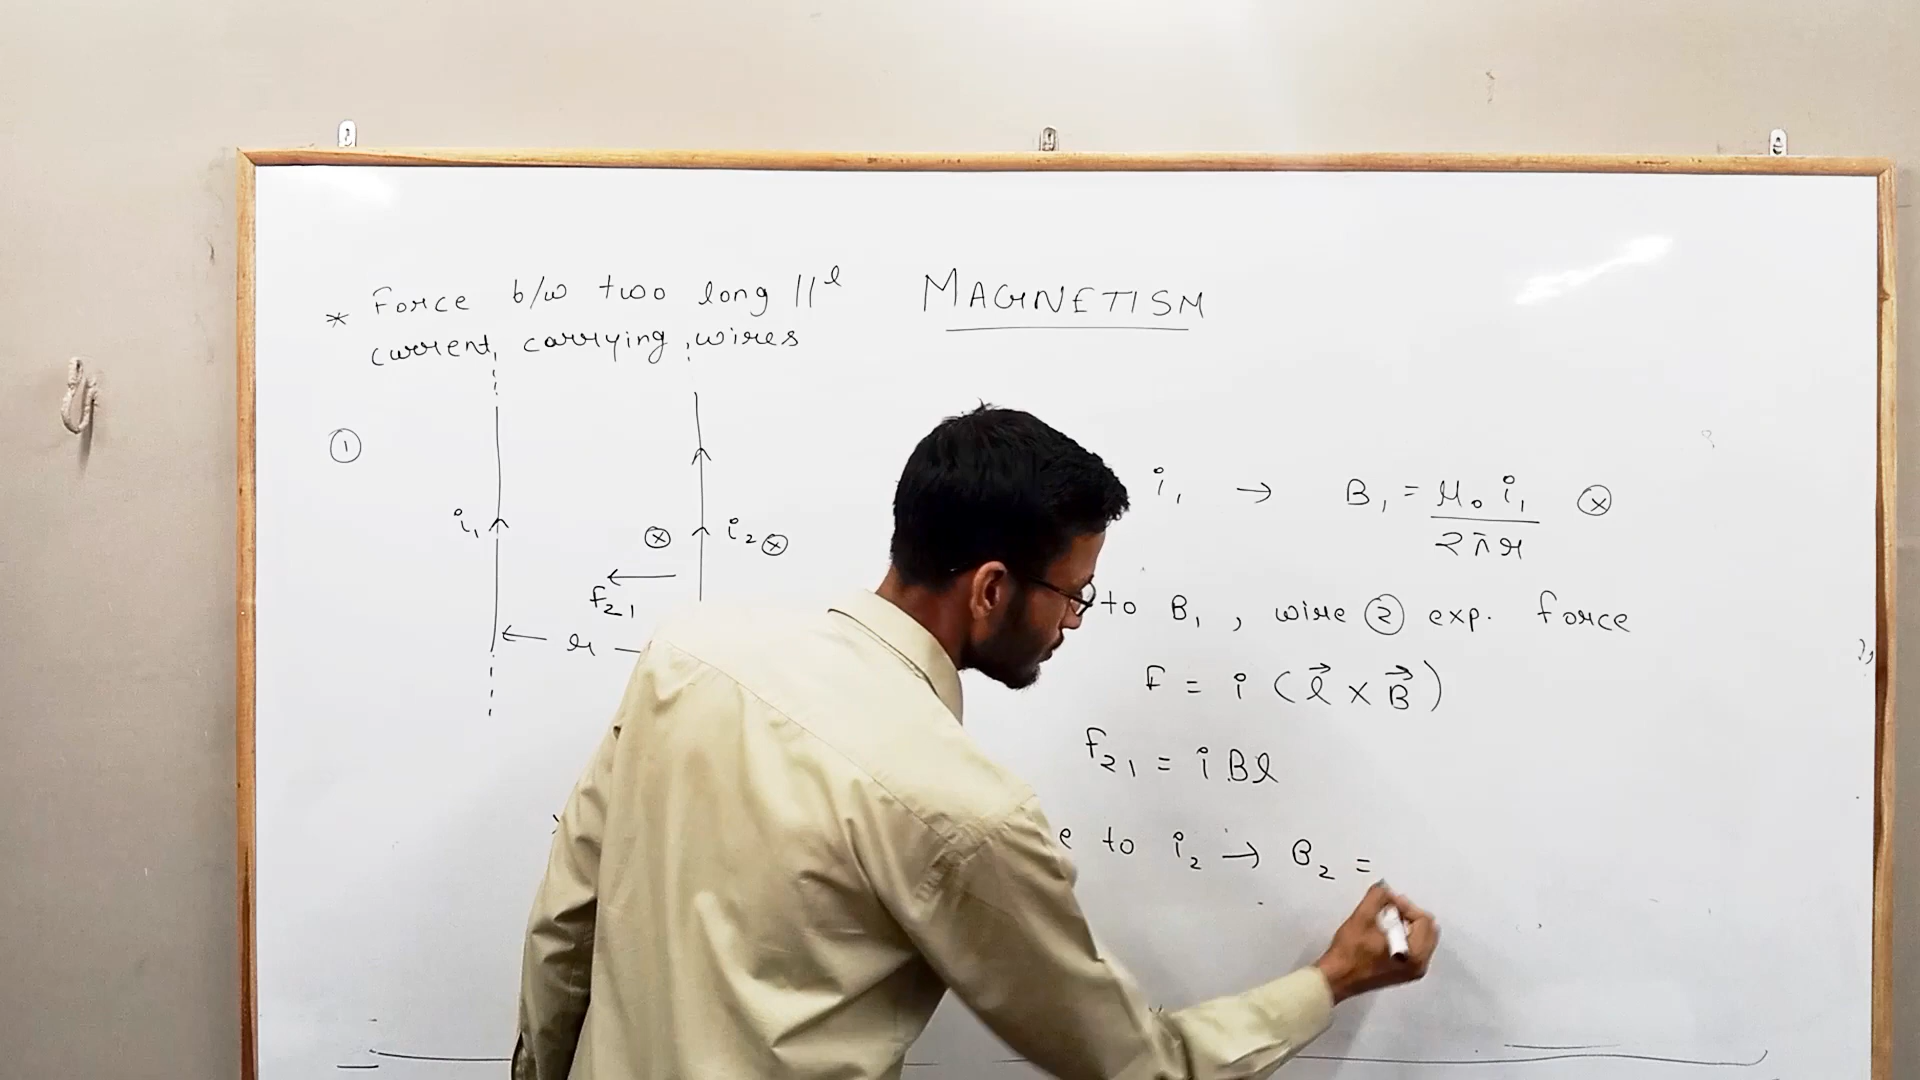 * Force b/w two long ||ˡ
current carrying wires
MAGNETISM
①
i₁
⊗ i₂ ⊗
F₂₁
r
i₁ → B₁ = μ₀ i₁ / 2πr ⊗
to B₁, wire ② exp. force
F = i (l⃗ × B⃗)
F₂₁ = i B l
to i₂ → B₂ =